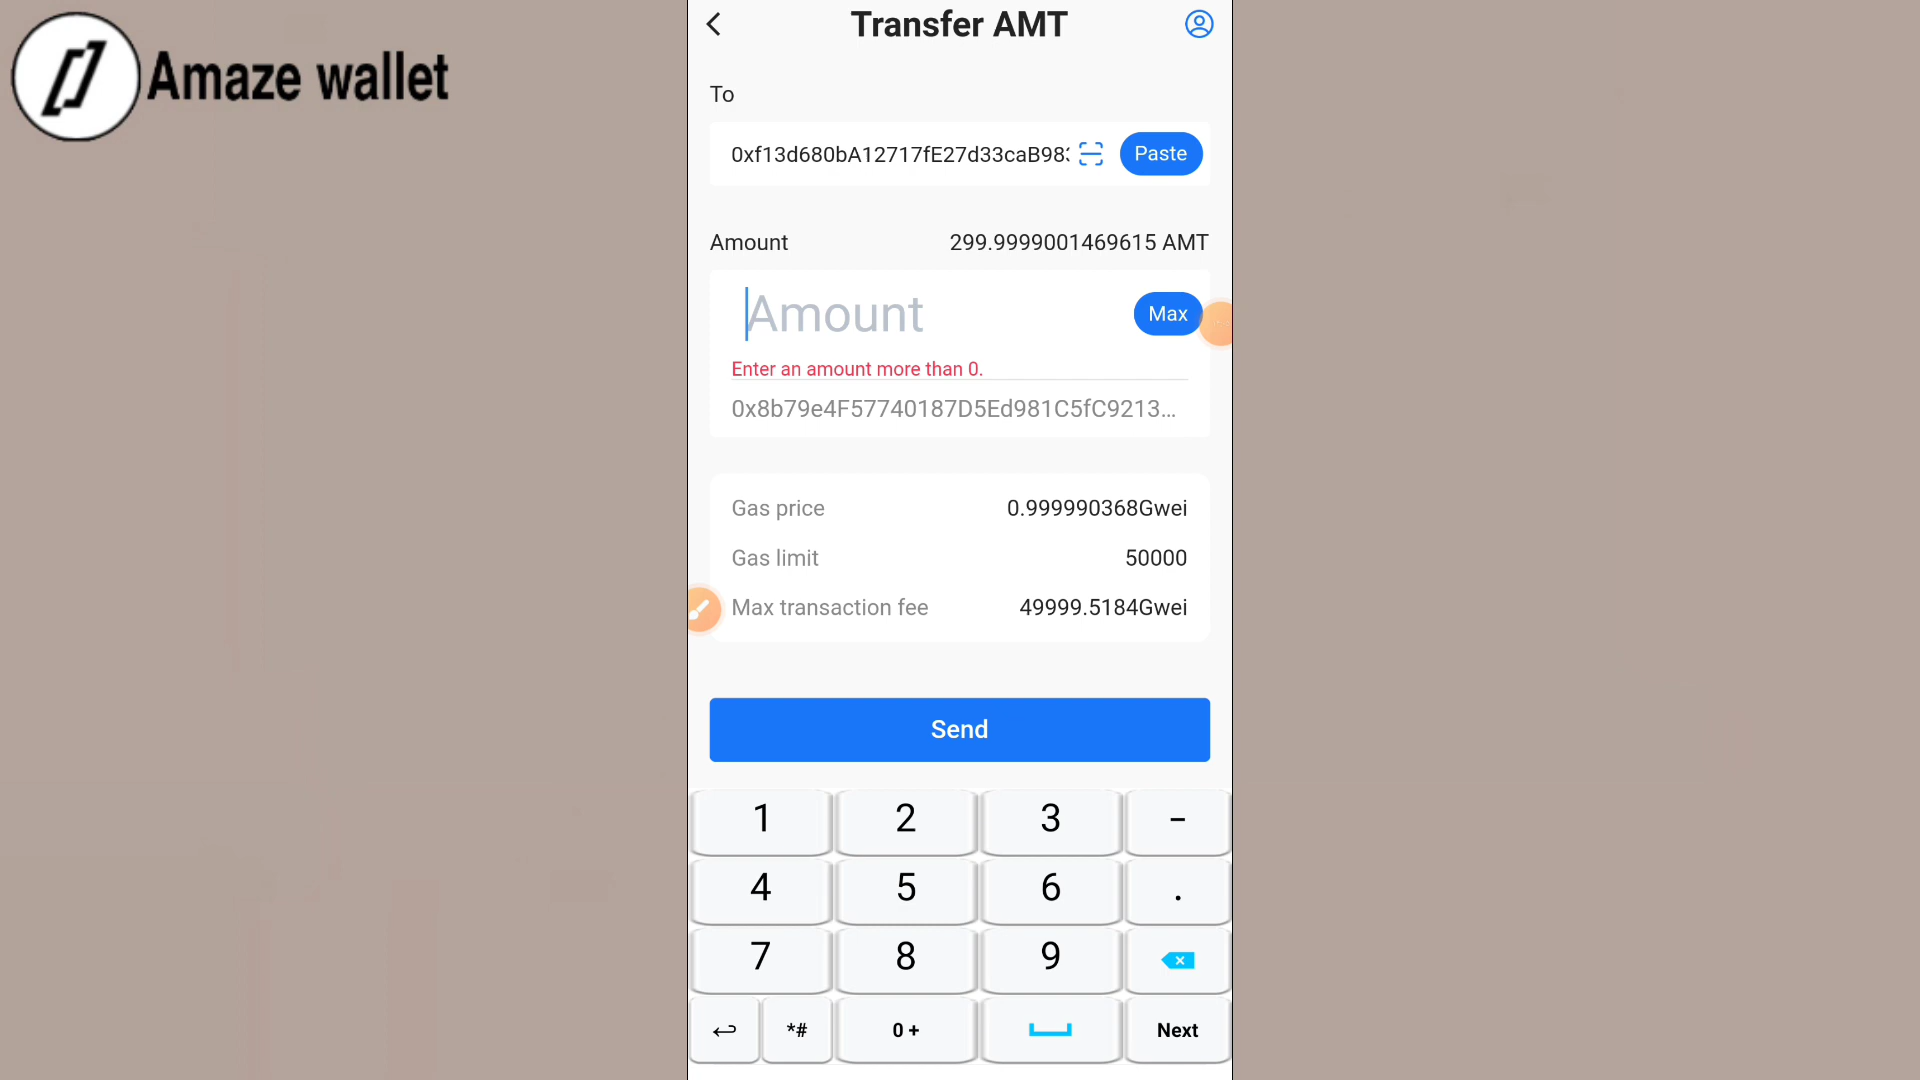 Amaze wallet
Transfer AMT
To
0xf13d680bA12717fE27d33caB98
Paste
Amount
299.9999001469615 AMT
Amount
Max
Enter an amount more than 0.
0x8b79e4F57740187D5Ed981C5fC9213...
Gas price
0.999990368Gwei
Gas limit
50000
Max transaction fee
49999.5184Gwei
Send
1 2 3 -
4 5 6 .
7 8 9
*# 0 + Next